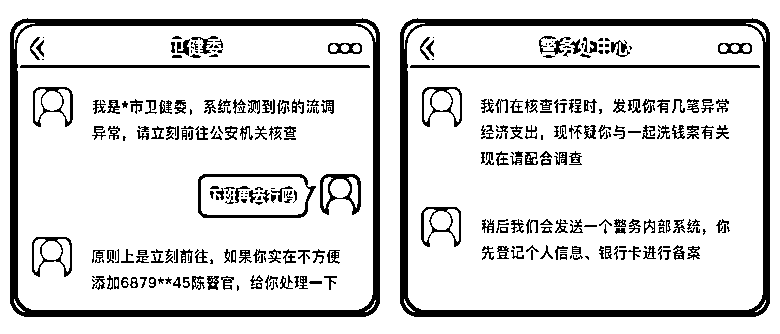 卫健委
我是*市卫健委，系统检测到你的流调
异常，请立刻前往公安机关核查
下班再去行吗
原则上是立刻前往，如果你实在不方便
添加6879**45陈警官，给你处理一下
警务处中心
我们在核查行程时，发现你有几笔异常
经济支出，现怀疑你与一起洗钱案有关
现在请配合调查
稍后我们会发送一个警务内部系统，你
先登记个人信息、银行卡进行备案